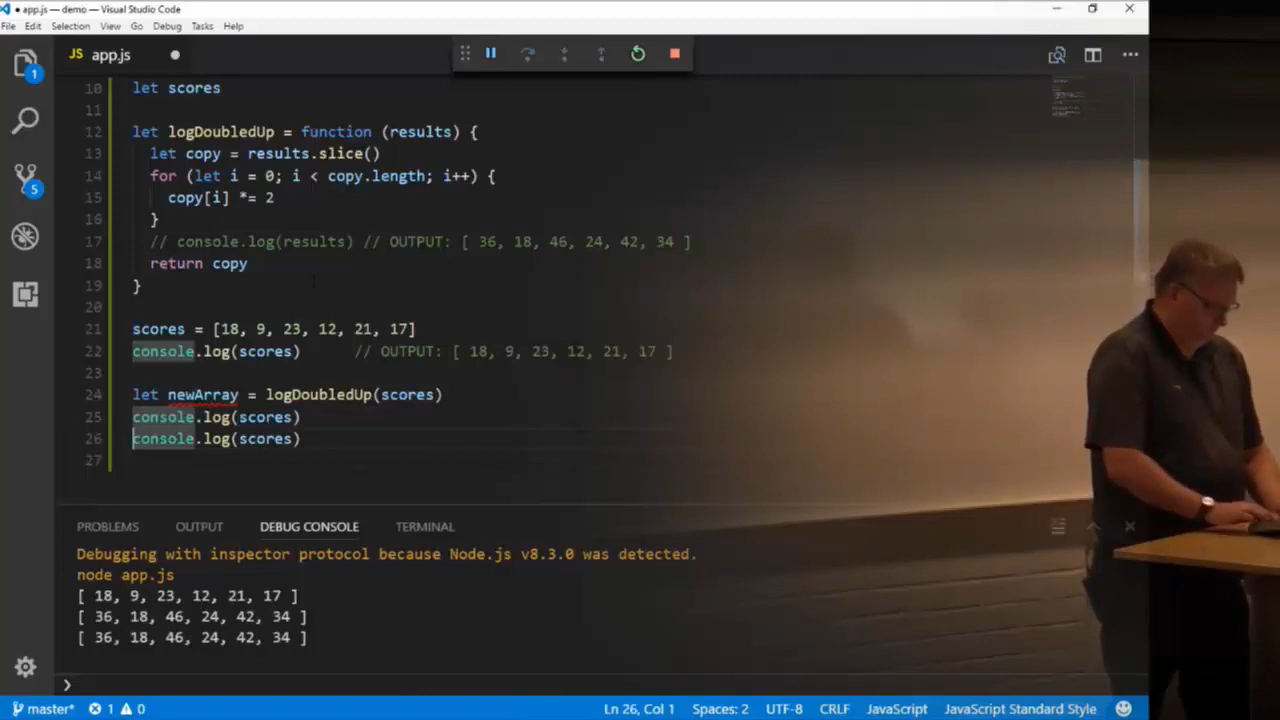 app.js — demo — Visual Studio Code
File Edit Selection View Go Debug Tasks Help
JS app.js
1
5
10 let scores
11
12 let logDoubledUp = function (results) {
13 let copy = results.slice()
14 for (let i = 0; i < copy.length; i++) {
15 copy[i] *= 2
16 }
17 // console.log(results) // OUTPUT: [ 36, 18, 46, 24, 42, 34 ]
18 return copy
19 }
20
21 scores = [18, 9, 23, 12, 21, 17]
22 console.log(scores) // OUTPUT: [ 18, 9, 23, 12, 21, 17 ]
23
24 let newArray = logDoubledUp(scores)
25 console.log(scores)
26 console.log(scores)
27
PROBLEMS OUTPUT DEBUG CONSOLE TERMINAL
Debugging with inspector protocol because Node.js v8.3.0 was detected.
node app.js
[ 18, 9, 23, 12, 21, 17 ]
[ 36, 18, 46, 24, 42, 34 ]
[ 36, 18, 46, 24, 42, 34 ]
master* 1 0 Ln 26, Col 1 Spaces: 2 UTF-8 CRLF JavaScript JavaScript Standard Style